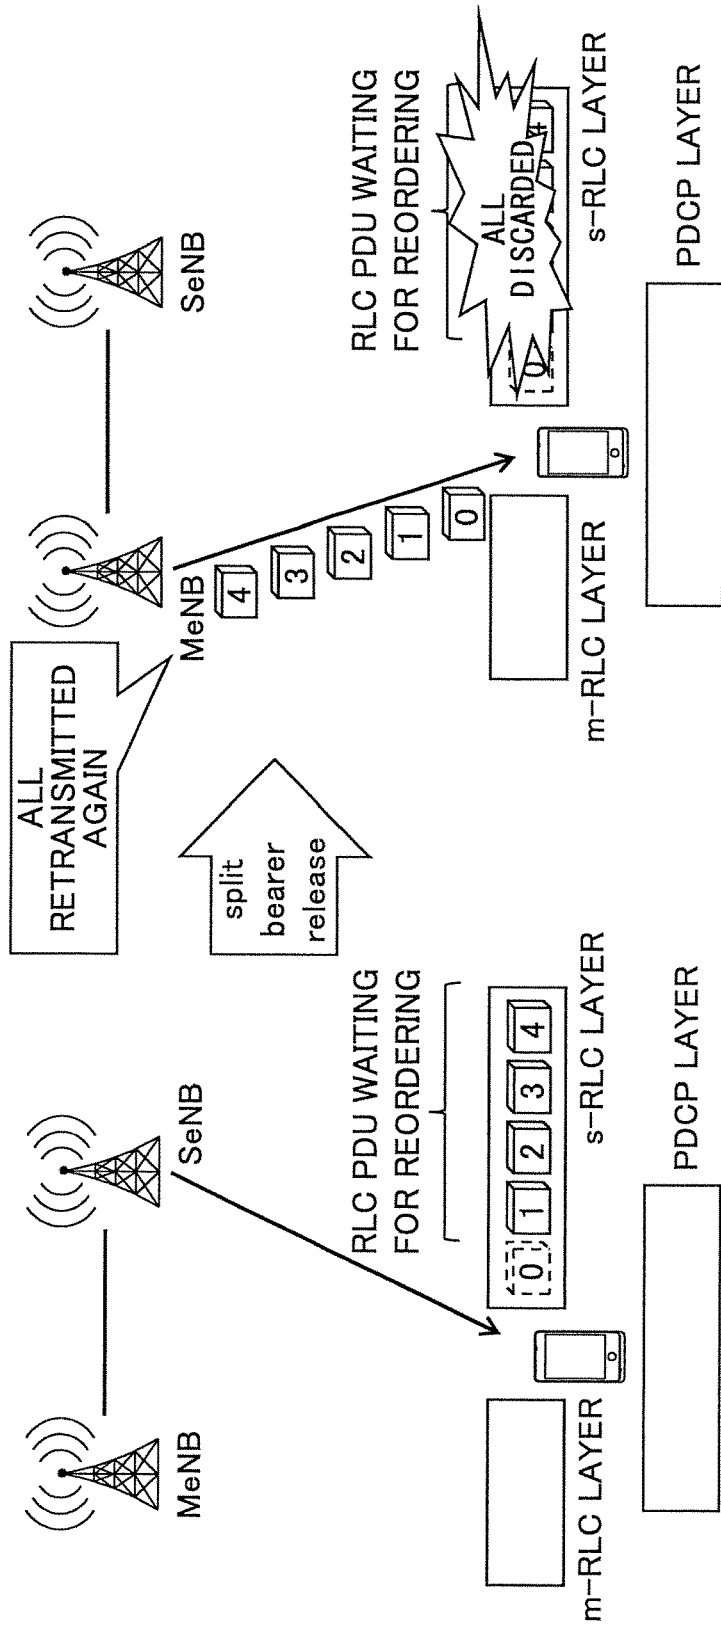 MeNB
SeNB
RLC PDU WAITING
FOR REORDERING
0
1
2
3
4
m-RLC LAYER
s-RLC LAYER
PDCP LAYER
split
bearer
release
ALL
RETRANSMITTED
AGAIN
MeNB
SeNB
4
3
2
1
0
RLC PDU WAITING
FOR REORDERING
0
ALL
DISCARDED
4
m-RLC LAYER
s-RLC LAYER
PDCP LAYER